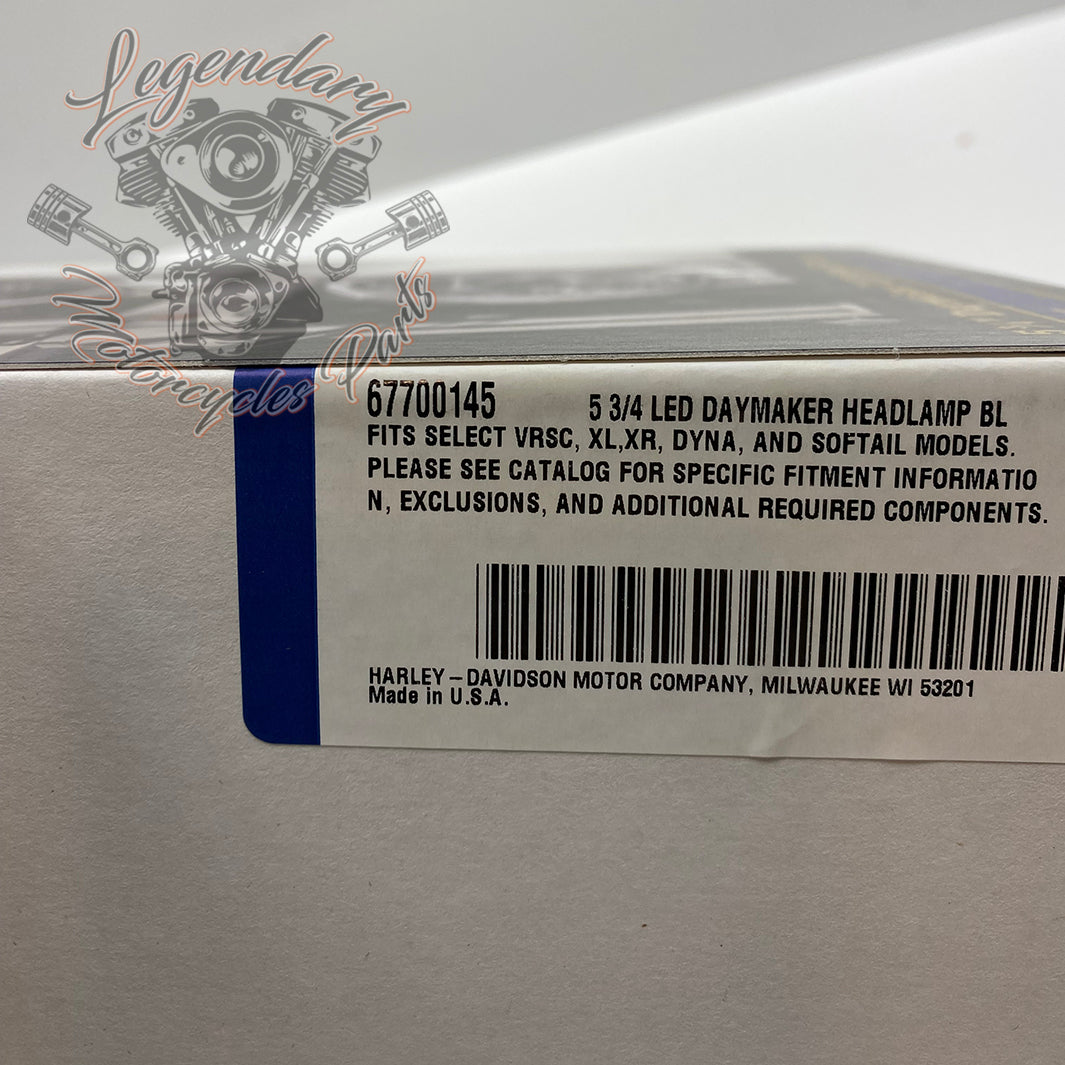 Legendary
Motorcycles Parts
67700145 5 3/4 LED DAYMAKER HEADLAMP BL
FITS SELECT VRSC, XL,XR, DYNA, AND SOFTAIL MODELS.
PLEASE SEE CATALOG FOR SPECIFIC FITMENT INFORMATIO
N, EXCLUSIONS, AND ADDITIONAL REQUIRED COMPONENTS.
HARLEY-DAVIDSON MOTOR COMPANY, MILWAUKEE WI 53201
Made in U.S.A.